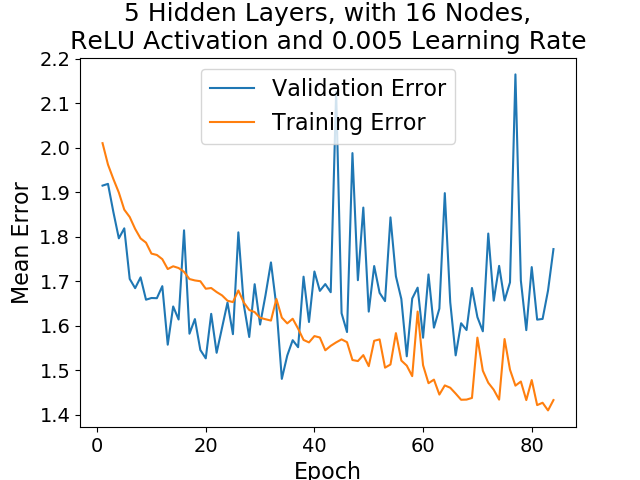 5 Hidden Layers, with 16 Nodes,
ReLU Activation and 0.005 Learning Rate
Validation Error
Training Error
Mean Error
2.2
2.1
2.0
1.9
1.8
1.7
1.6
1.5
1.4
0
20
40
60
80
Epoch